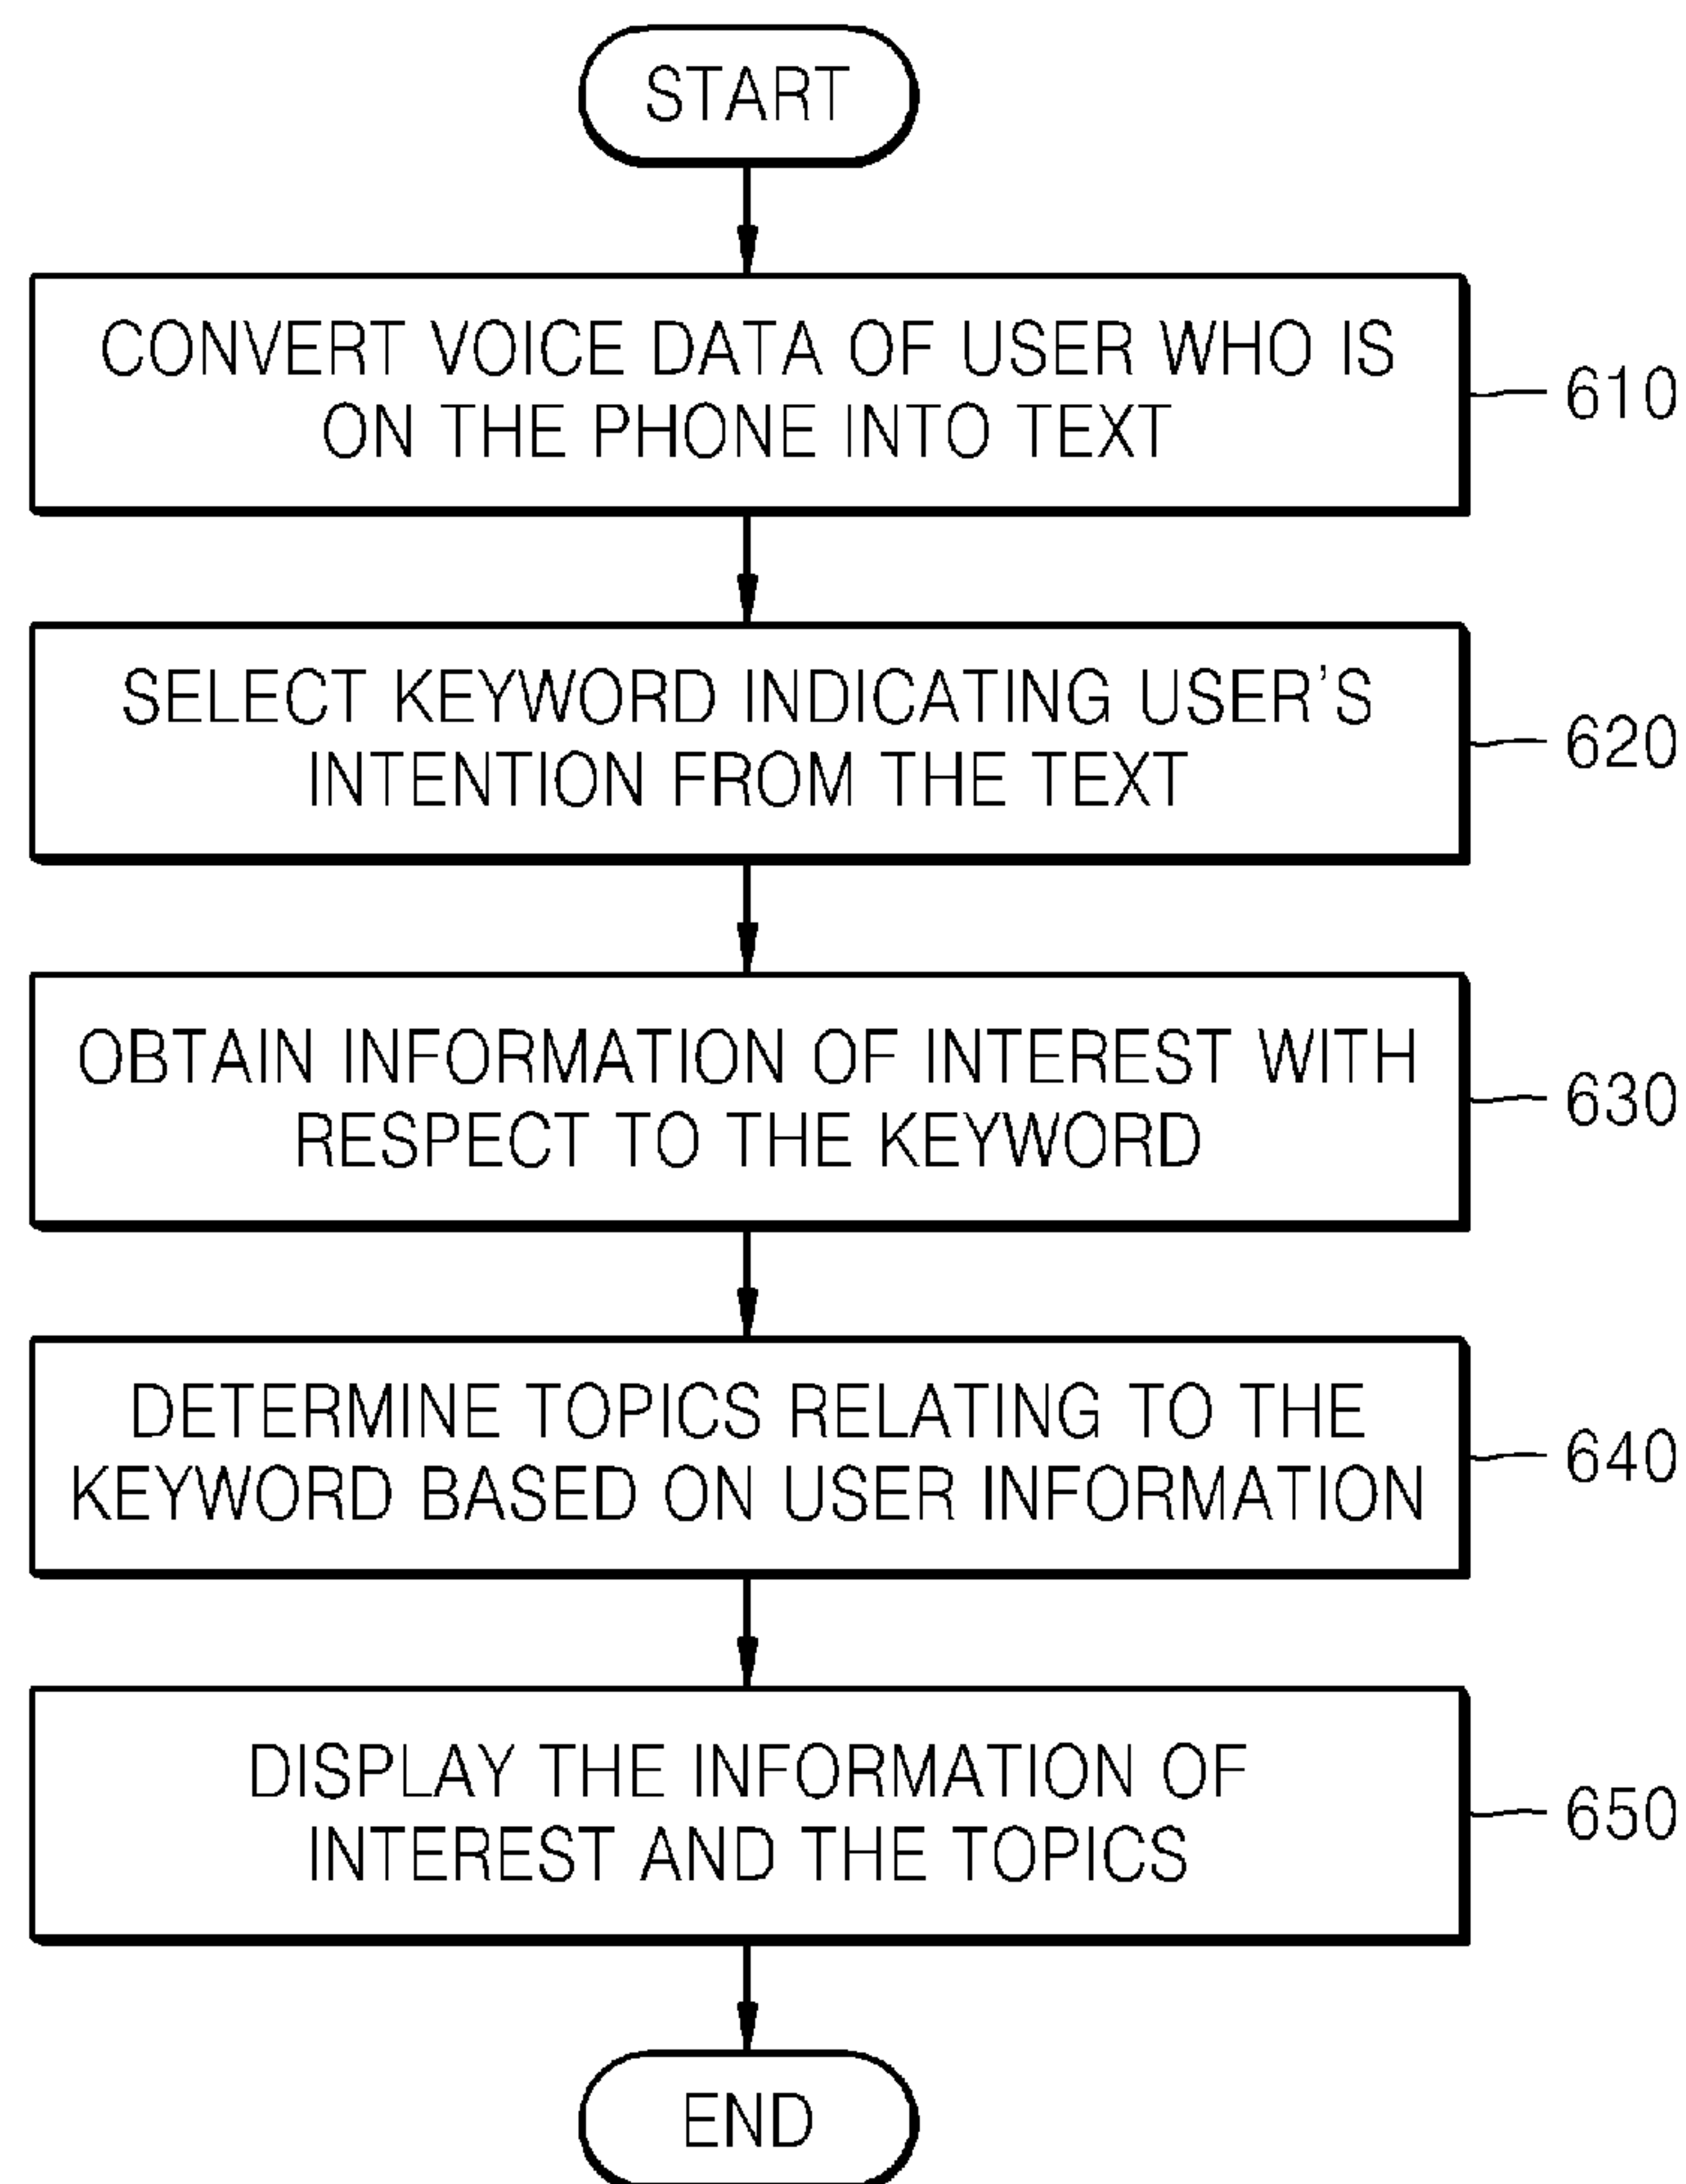 START
CONVERT VOICE DATA OF USER WHO IS
ON THE PHONE INTO TEXT
610
SELECT KEYWORD INDICATING USER'S
INTENTION FROM THE TEXT
620
OBTAIN INFORMATION OF INTEREST WITH
RESPECT TO THE KEYWORD
630
DETERMINE TOPICS RELATING TO THE
KEYWORD BASED ON USER INFORMATION
640
DISPLAY THE INFORMATION OF
INTEREST AND THE TOPICS
650
END